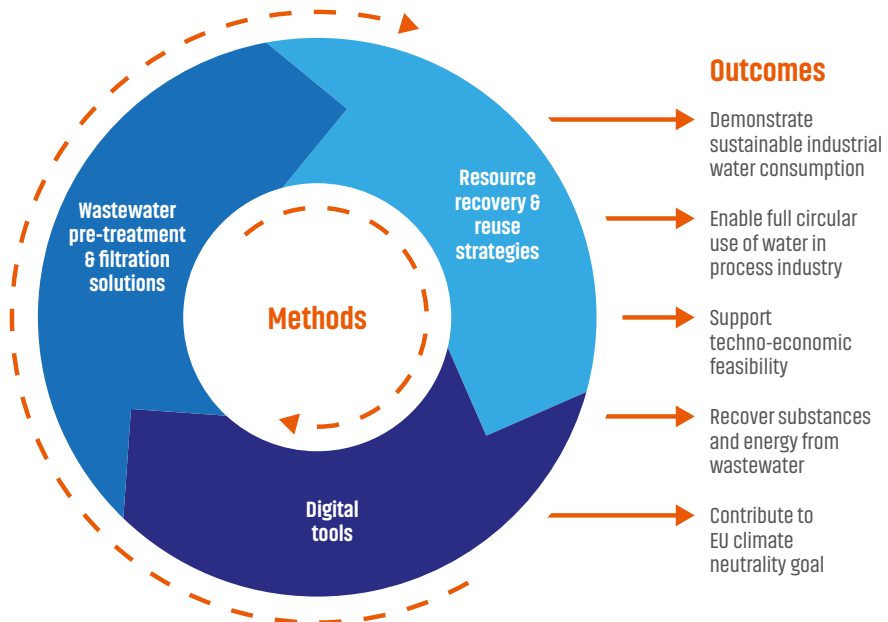 Outcomes
Demonstrate
sustainable industrial
water consumption
Enable full circular
use of water in
process industry
Support
techno-economic
feasibility
Recover substances
and energy from
wastewater
Contribute to
EU climate
neutrality goal
Resource
recovery &
reuse
strategies
Wastewater
pre-treatment
& filtration
solutions
Methods
Digital
tools